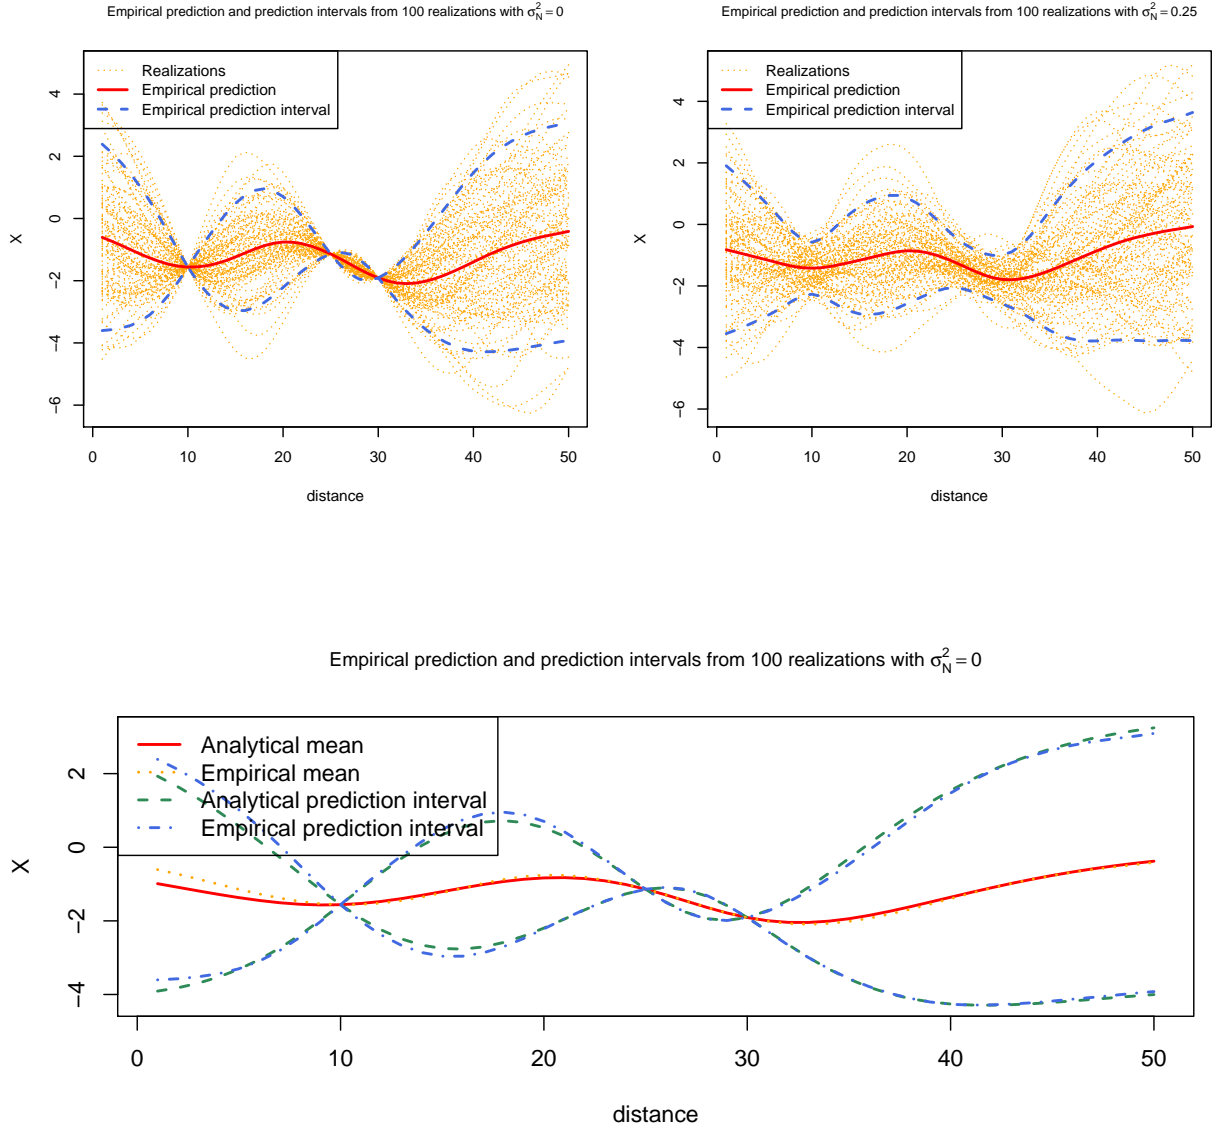 Empirical prediction and prediction intervals from 100 realizations with σ²_N = 0
Realizations
Empirical prediction
Empirical prediction interval
X
−6 −4 −2 0 2 4
0 10 20 30 40 50
distance
Empirical prediction and prediction intervals from 100 realizations with σ²_N = 0.25
Realizations
Empirical prediction
Empirical prediction interval
X
−6 −4 −2 0 2 4
0 10 20 30 40 50
distance
Empirical prediction and prediction intervals from 100 realizations with σ²_N = 0
Analytical mean
Empirical mean
Analytical prediction interval
Empirical prediction interval
X
−4 −2 0 2
0 10 20 30 40 50
distance